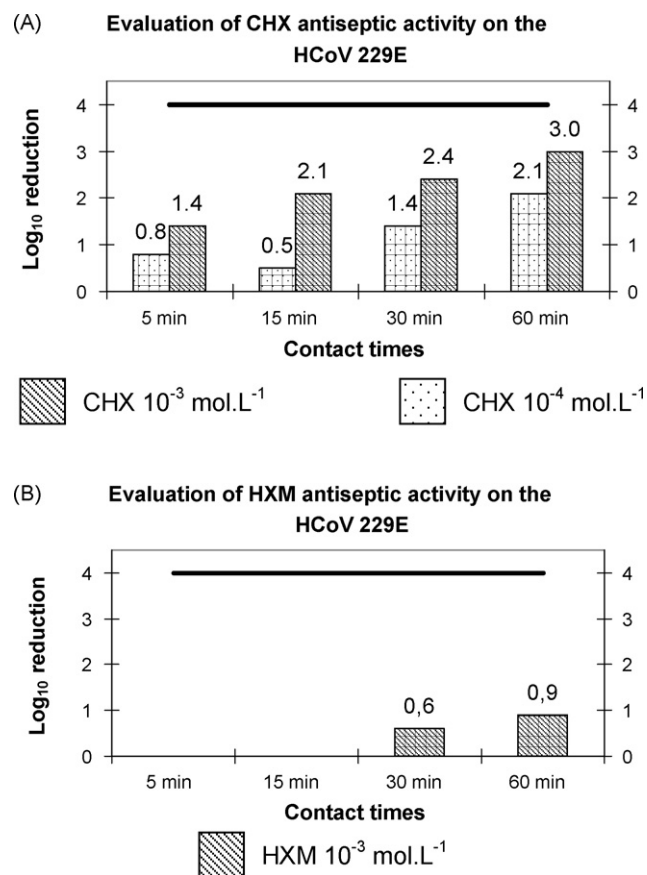 (A) Evaluation of CHX antiseptic activity on the
HCoV 229E
Log₁₀ reduction
4 4
3 3
2 2
1 1
0 0
0.8 1.4 0.5 2.1 1.4 2.4 2.1 3.0
5 min 15 min 30 min 60 min
Contact times
CHX 10⁻³ mol.L⁻¹ CHX 10⁻⁴ mol.L⁻¹
(B) Evaluation of HXM antiseptic activity on the
HCoV 229E
Log₁₀ reduction
4 4
3 3
2 2
1 1
0 0
0,6 0,9
5 min 15 min 30 min 60 min
Contact times
HXM 10⁻³ mol.L⁻¹